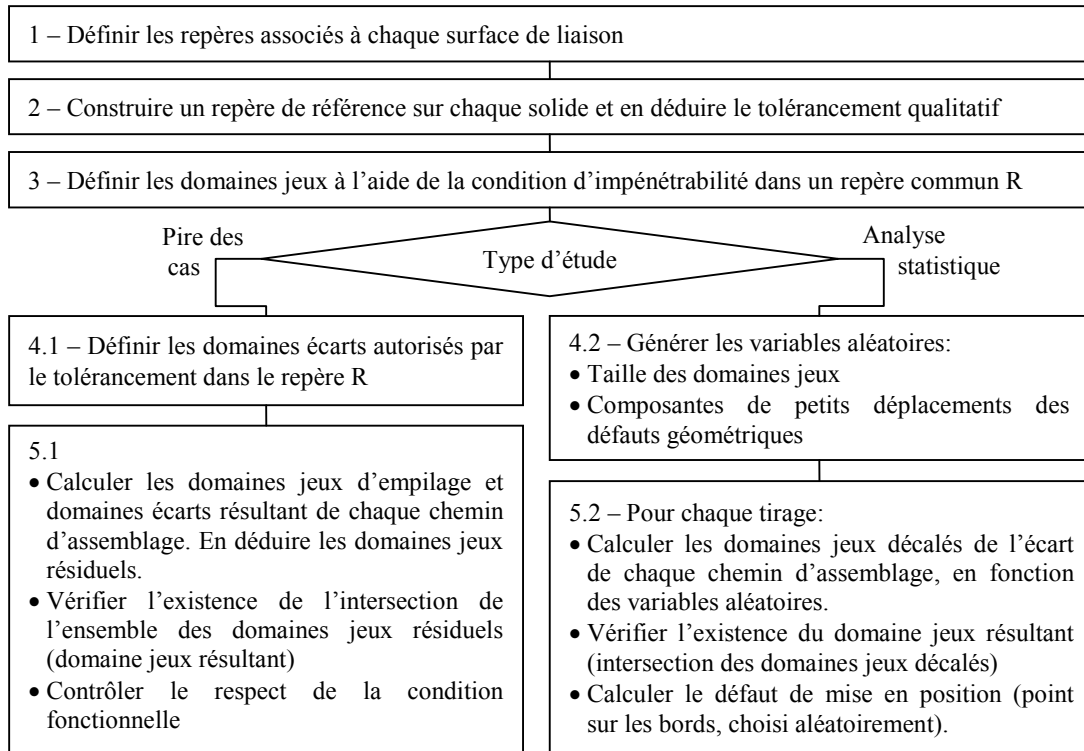 1 – Définir les repères associés à chaque surface de liaison
2 – Construire un repère de référence sur chaque solide et en déduire le tolérancement qualitatif
3 – Définir les domaines jeux à l’aide de la condition d’impénétrabilité dans un repère commun R
Pire des
cas
Type d’étude
Analyse
statistique
4.1 – Définir les domaines écarts autorisés par
le tolérancement dans le repère R
5.1
• Calculer les domaines jeux d’empilage et
domaines écarts résultant de chaque chemin
d’assemblage. En déduire les domaines jeux
résiduels.
• Vérifier l’existence de l’intersection de
l’ensemble des domaines jeux résiduels
(domaine jeux résultant)
• Contrôler le respect de la condition
fonctionnelle
4.2 – Générer les variables aléatoires:
• Taille des domaines jeux
• Composantes de petits déplacements des
défauts géométriques
5.2 – Pour chaque tirage:
• Calculer les domaines jeux décalés de l’écart
de chaque chemin d’assemblage, en fonction
des variables aléatoires.
• Vérifier l’existence du domaine jeux résultant
(intersection des domaines jeux décalés)
• Calculer le défaut de mise en position (point
sur les bords, choisi aléatoirement).